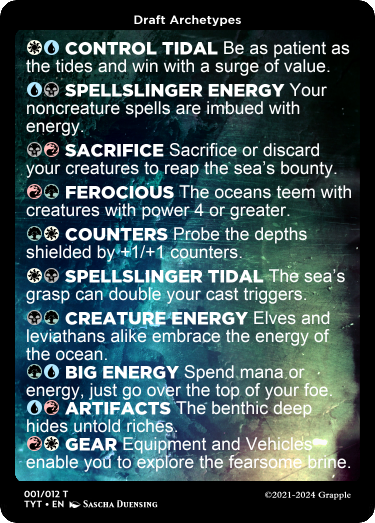 Draft Archetypes
CONTROL TIDAL Be as patient as
the tides and win with a surge of value.
SPELLSLINGER ENERGY Your
noncreature spells are imbued with
energy.
SACRIFICE Sacrifice or discard
your creatures to reap the sea's bounty.
FEROCIOUS The oceans teem with
creatures with power 4 or greater.
COUNTERS Probe the depths
shielded by +1/+1 counters.
SPELLSLINGER TIDAL The sea's
grasp can double your cast triggers.
CREATURE ENERGY Elves and
leviathans alike embrace the energy of
the ocean.
BIG ENERGY Spend mana or
energy, just go over the top of your foe.
ARTIFACTS The benthic deep
hides untold riches.
GEAR Equipment and Vehicles
enable you to explore the fearsome brine.
001/012 T
TYT • EN Sascha Duensing
©2021-2024 Grapple